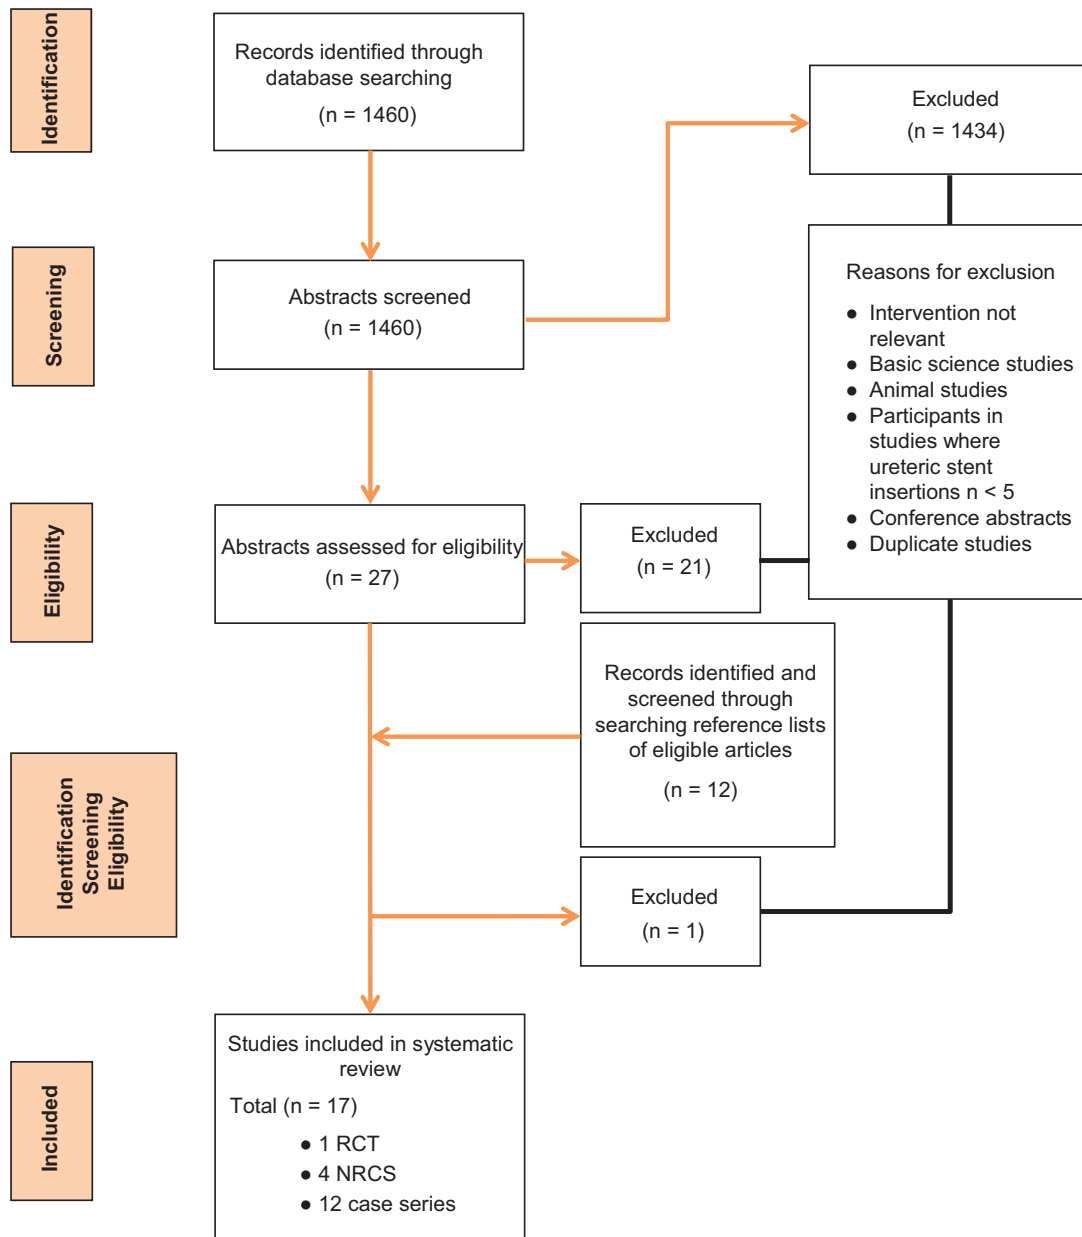 Identification
Records identified through
database searching
(n = 1460)
Excluded
(n = 1434)
Screening
Abstracts screened
(n = 1460)
Reasons for exclusion
● Intervention not
relevant
● Basic science studies
● Animal studies
● Participants in
studies where
ureteric stent
insertions n < 5
● Conference abstracts
● Duplicate studies
Eligibility
Abstracts assessed for eligibility
(n = 27)
Excluded
(n = 21)
Records identified and
screened through
searching reference lists
of eligible articles
(n = 12)
Identification
Screening
Eligibility
Excluded
(n = 1)
Included
Studies included in systematic
review
Total (n = 17)
● 1 RCT
● 4 NRCS
● 12 case series